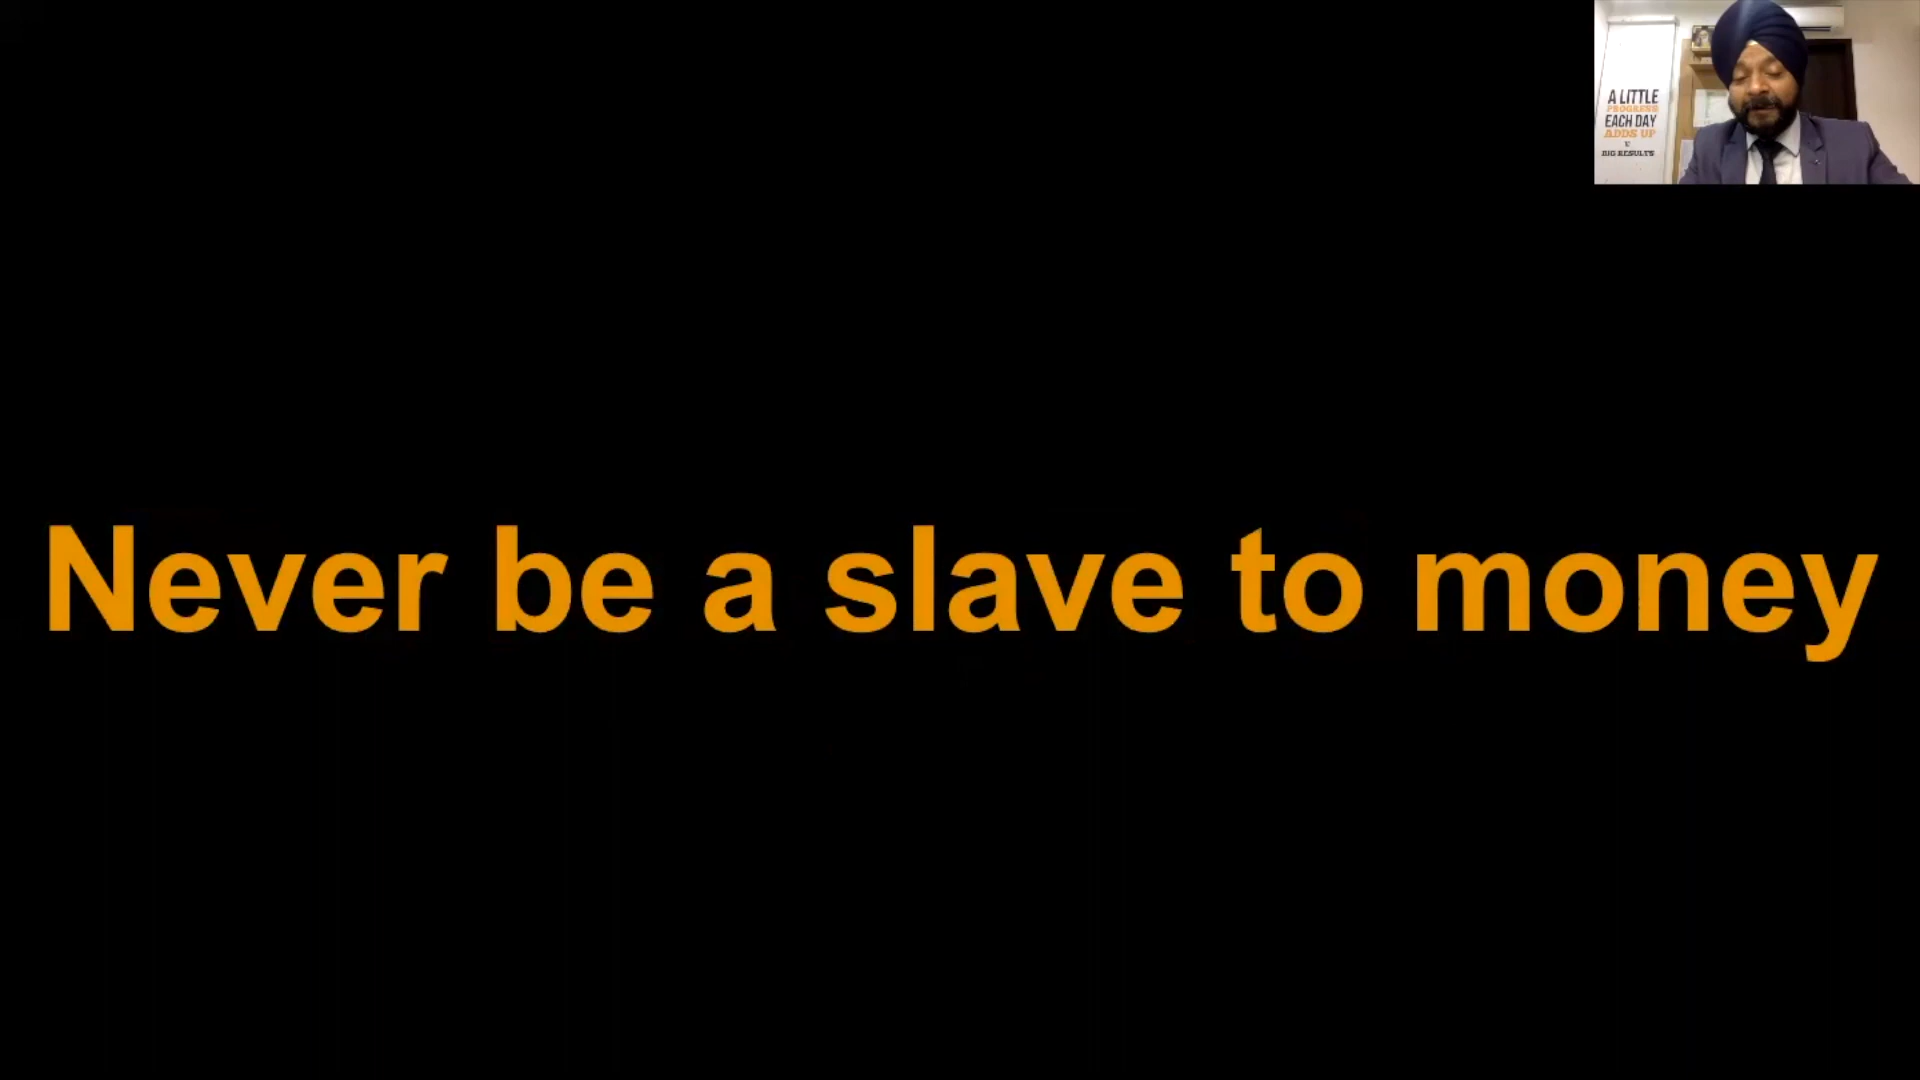 A LITTLE
PROGRESS
EACH DAY
ADDS UP
BIG RESULTS
Never be a slave to money